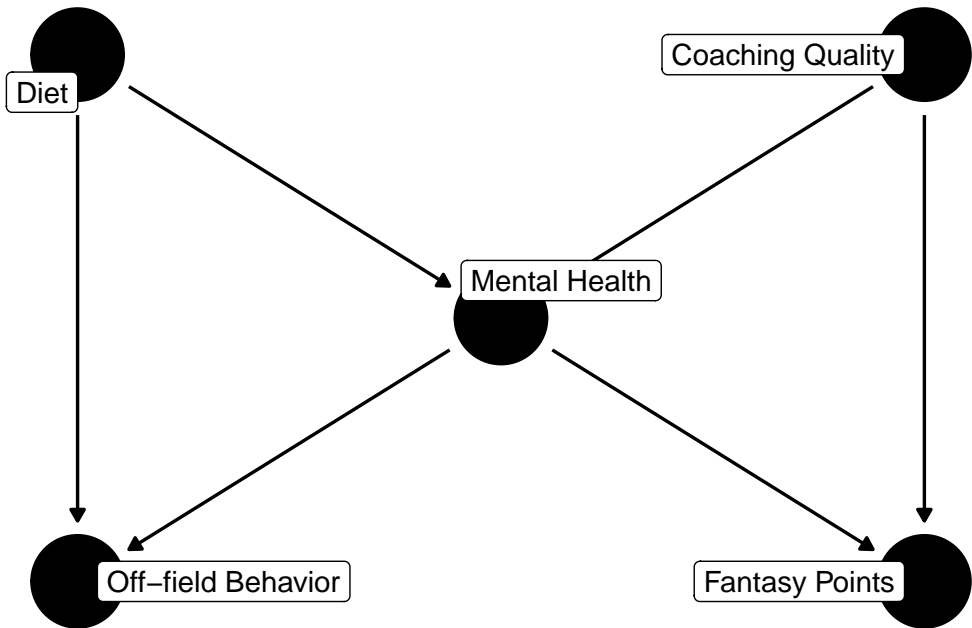 Coaching Quality
Diet
Mental Health
Off−field Behavior
Fantasy Points